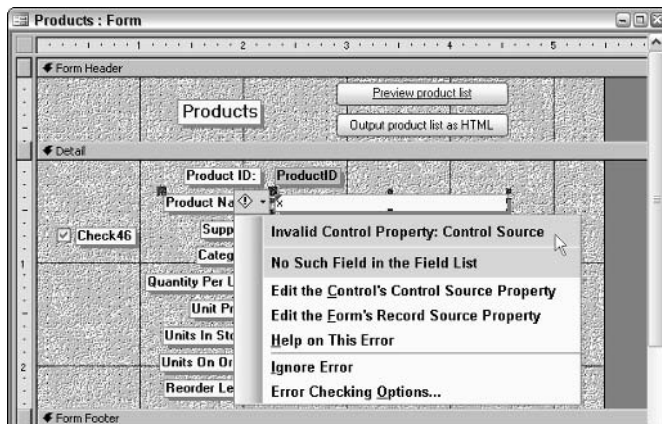 Products : Form
1 2 3 4 5
Form Header
Products
Preview product list
Output product list as HTML
Detail
Product ID: ProductID
Product Na x
Check46
Supp
1
Categ
Quantity Per U
Unit Pr
Units In Sto
2
Units On Or
Reorder Le
Invalid Control Property: Control Source
No Such Field in the Field List
Edit the Control's Control Source Property
Edit the Form's Record Source Property
Help on This Error
Ignore Error
Error Checking Options...
Form Footer